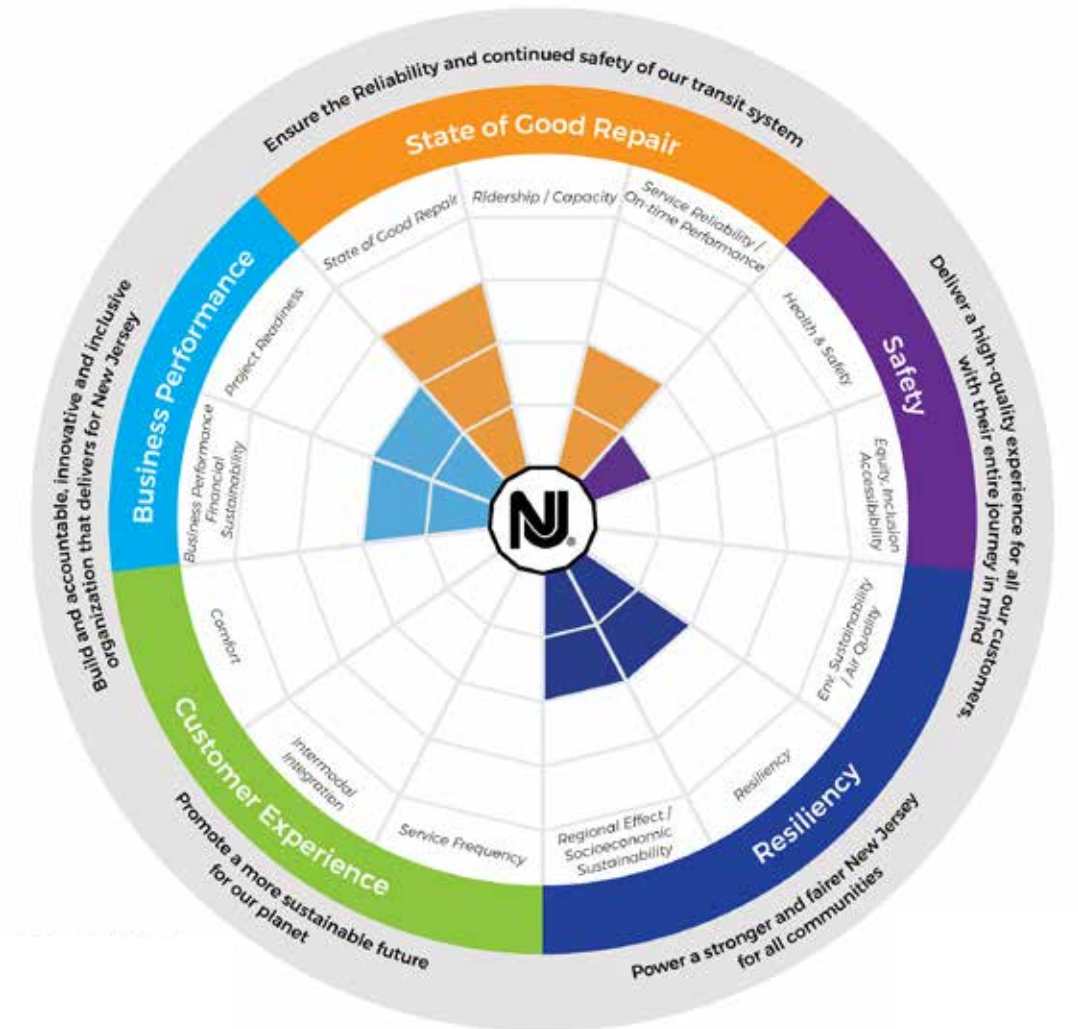 Ensure the Reliability and continued safety of our transit system
State of Good Repair
State of Good Repair
Ridership / Capacity
Service Reliability /
On-time Performance
Safety
Health & Safety
Equity, Inclusion
Accessibibility
Deliver a high-quality experience for all our customers,
with their entire journey in mind
Resiliency
Env. Sustainability
/ Air Quality
Resiliency
Regional Effect /
Socioeconomic
Sustainability
Power a stronger and fairer New Jersey
for all communities
Customer Experience
Service Frequency
Intermodal
Integration
Comfort
Promote a more sustainable future
for our planet
Business Performance
Business Performance
Financial
Sustainability
Project Readiness
Build and accountable, innovative and inclusive
organization that delivers for New Jersey
NJ®